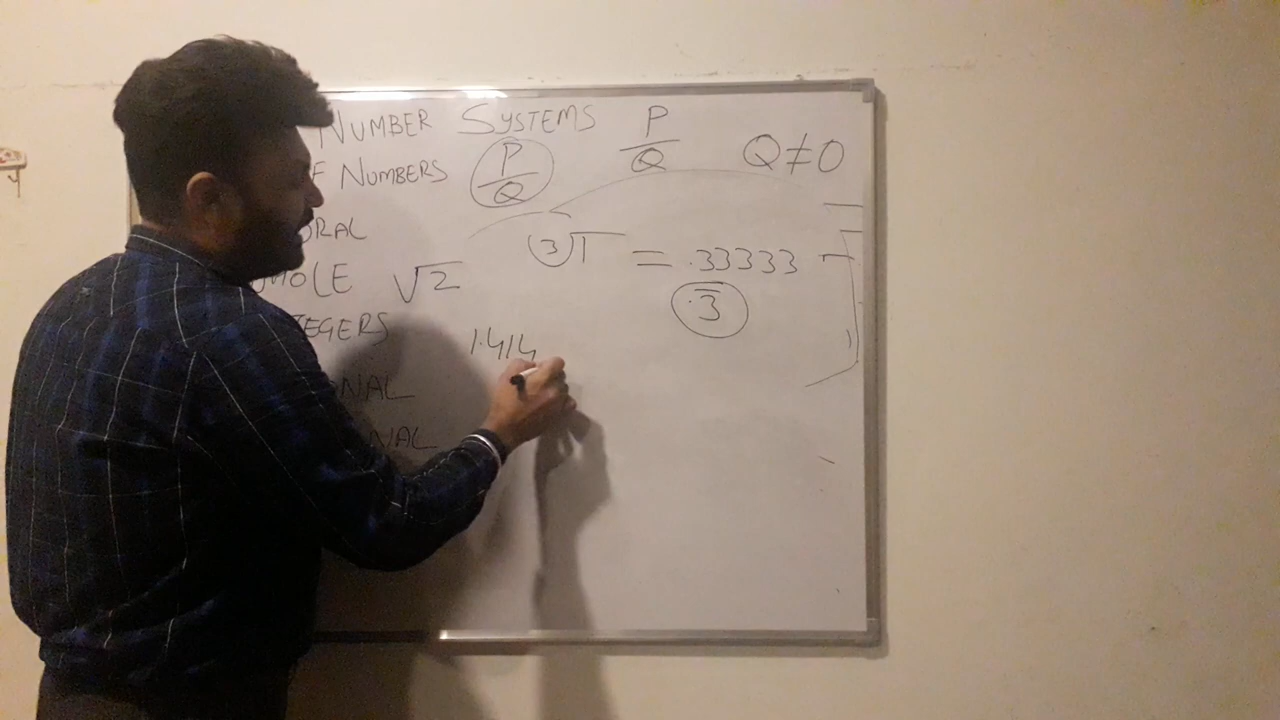 NUMBER SYSTEMS P/Q Q≠0
F NUMBERS P/Q
RAL
3√1 = .33333
OLE √2
.3̅
EGERS
1.414
NAL
NAL